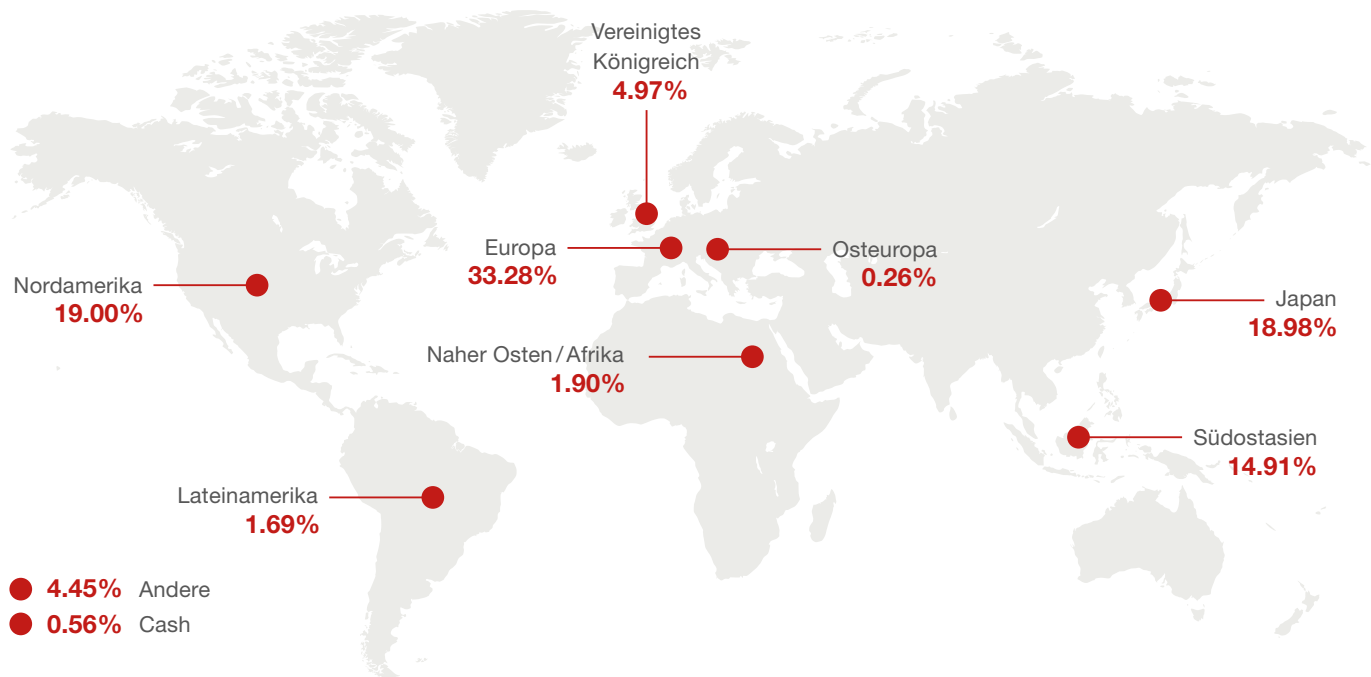 Vereinigtes
Königreich
4.97%
Europa
33.28%
Osteuropa
0.26%
Nordamerika
19.00%
Japan
18.98%
Naher Osten / Afrika
1.90%
Südostasien
14.91%
Lateinamerika
1.69%
4.45% Andere
0.56% Cash